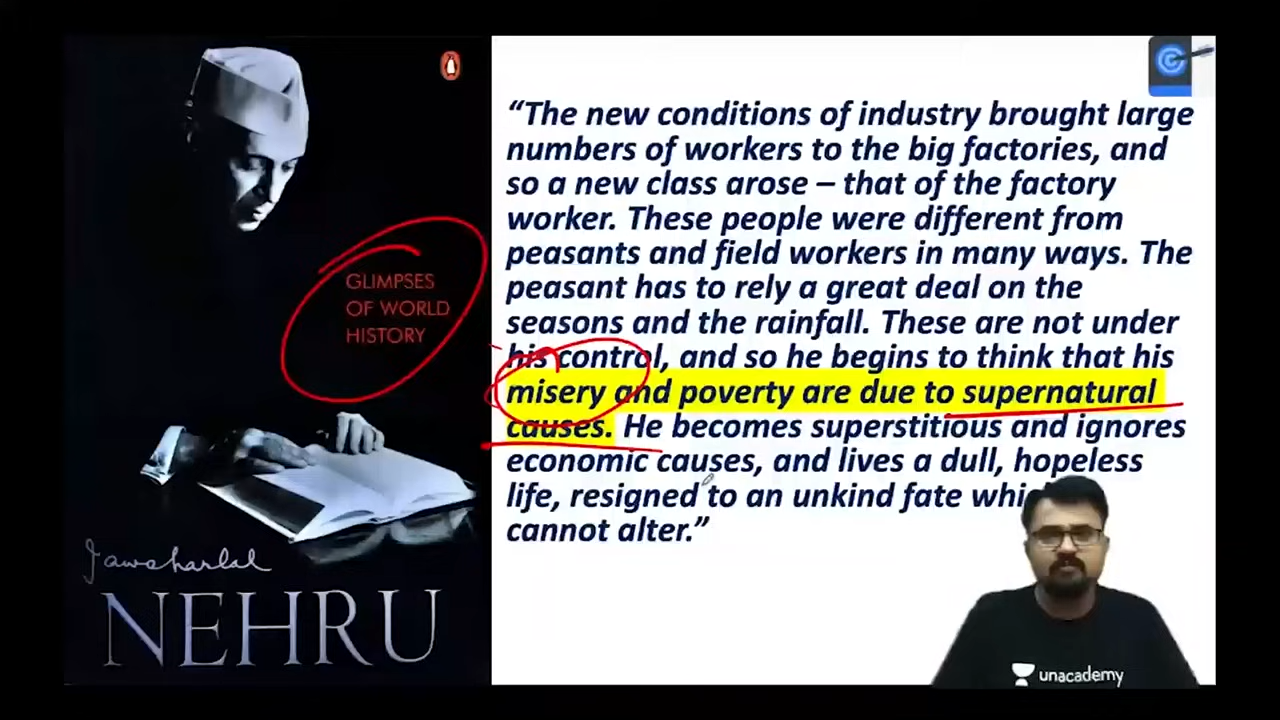 GLIMPSES
OF WORLD
HISTORY
Jawaharlal
NEHRU
“The new conditions of industry brought large
numbers of workers to the big factories, and
so a new class arose – that of the factory
worker. These people were different from
peasants and field workers in many ways. The
peasant has to rely a great deal on the
seasons and the rainfall. These are not under
his control, and so he begins to think that his
misery and poverty are due to supernatural
causes. He becomes superstitious and ignores
economic causes, and lives a dull, hopeless
life, resigned to an unkind fate
cannot alter.”
unacademy